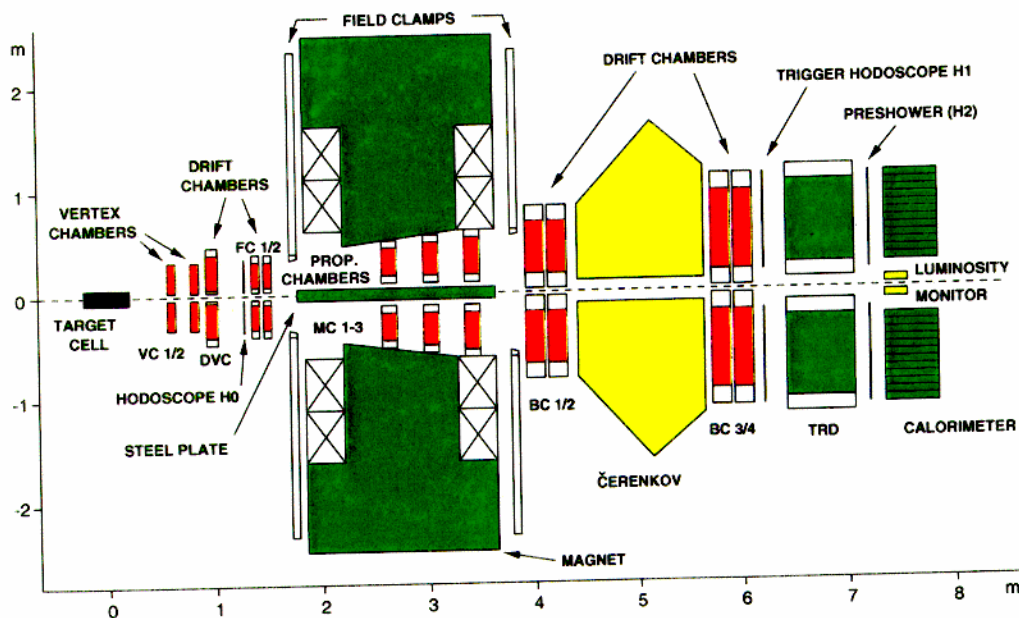 m
2
1
0
-1
-2
0
1
2
3
4
5
6
7
8
m
FIELD CLAMPS
DRIFT CHAMBERS
TRIGGER HODOSCOPE H1
PRESHOWER (H2)
DRIFT
CHAMBERS
VERTEX
CHAMBERS
FC 1/2
PROP.
CHAMBERS
LUMINOSITY
MONITOR
TARGET
CELL
VC 1/2
DVC
MC 1-3
HODOSCOPE H0
STEEL PLATE
BC 1/2
BC 3/4
TRD
CALORIMETER
ČERENKOV
MAGNET